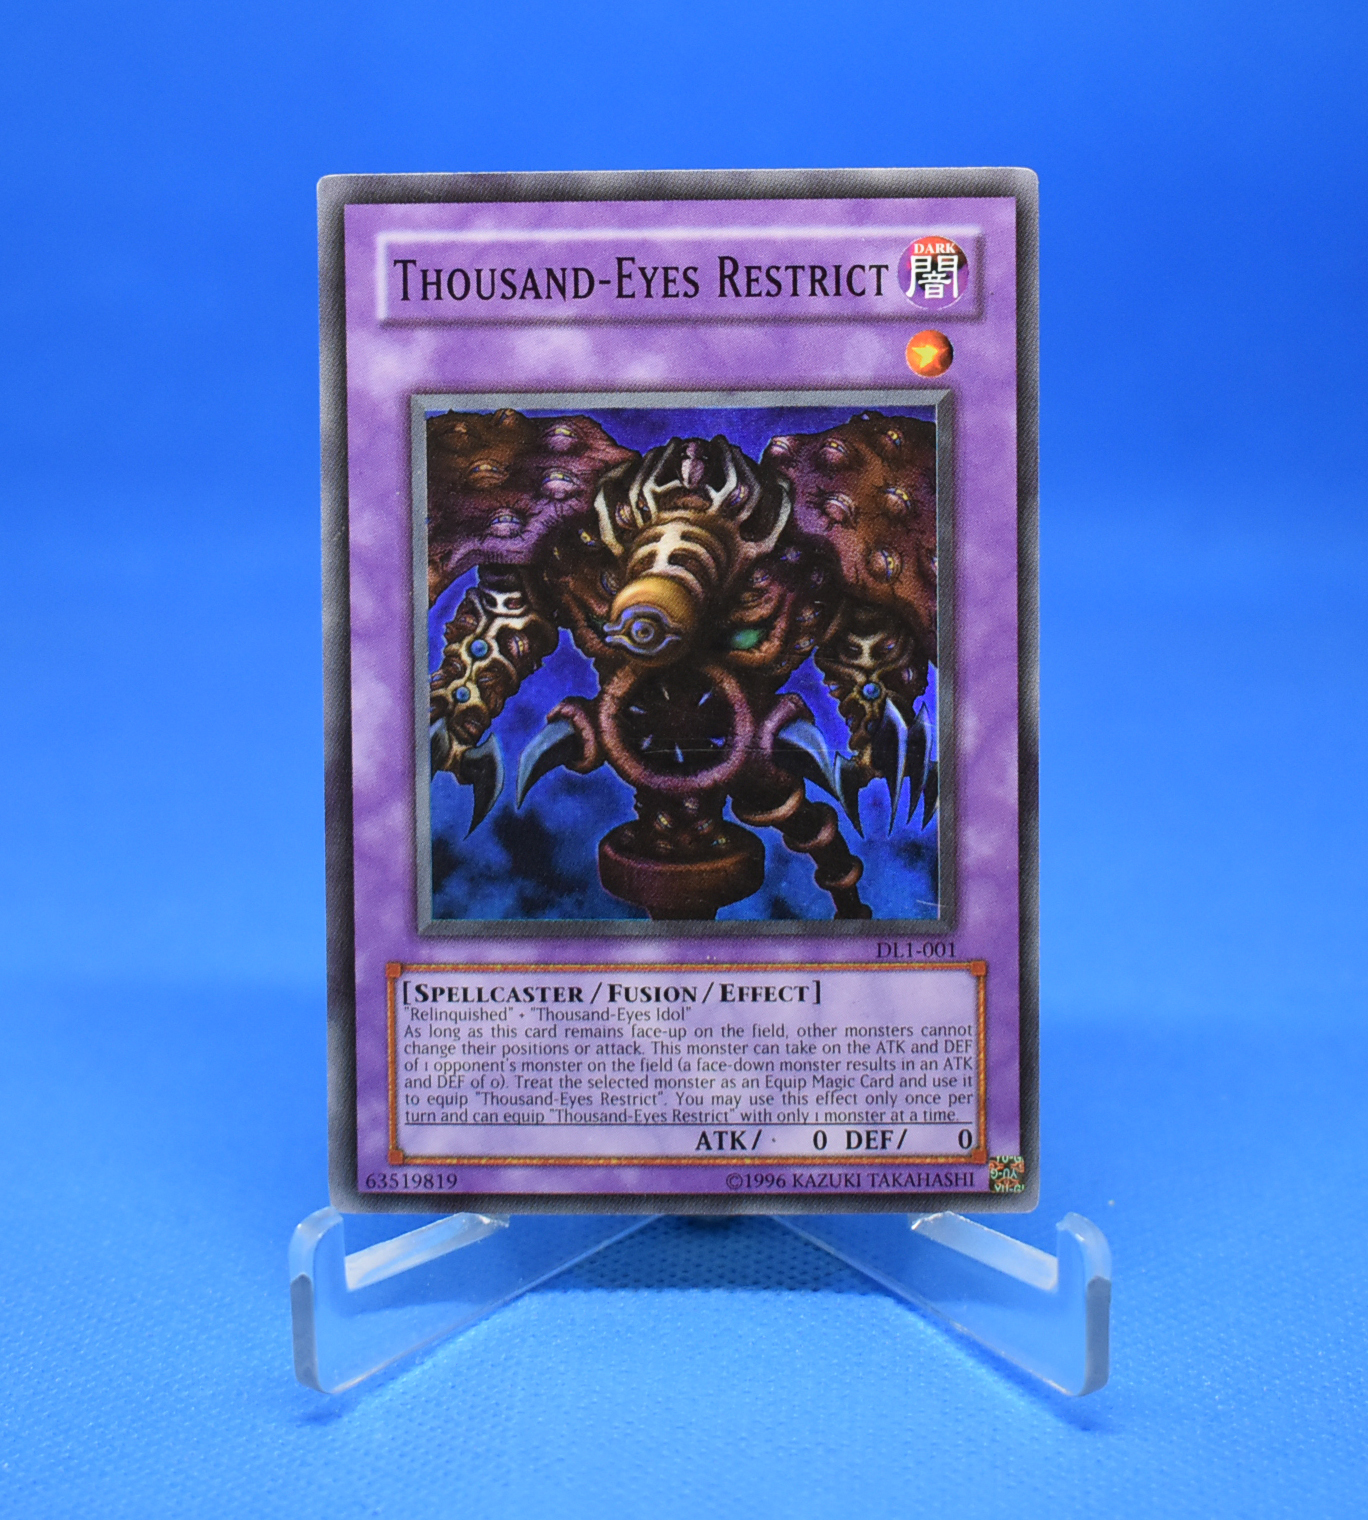 THOUSAND-EYES RESTRICT
DARK
闇
DL1-001
[SPELLCASTER/FUSION/EFFECT]
"Relinquished" + "Thousand-Eyes Idol"
As long as this card remains face-up on the field, other monsters cannot
change their positions or attack. This monster can take on the ATK and DEF
of 1 opponent's monster on the field (a face-down monster results in an ATK
and DEF of 0). Treat the selected monster as an Equip Magic Card and use it
to equip "Thousand-Eyes Restrict". You may use this effect only once per
turn and can equip "Thousand-Eyes Restrict" with only 1 monster at a time.
ATK/ 0 DEF/ 0
63519819
©1996 KAZUKI TAKAHASHI